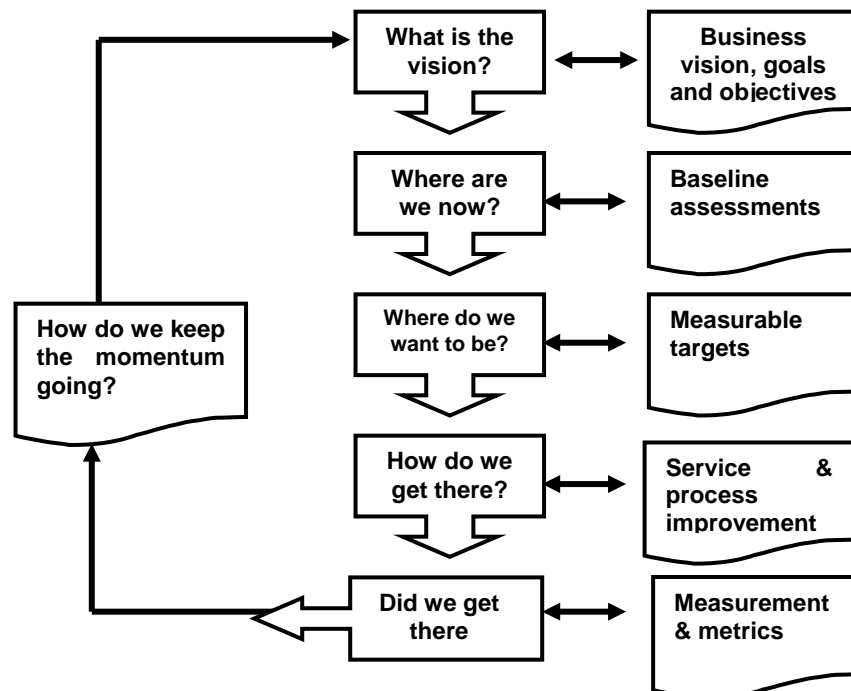 What is the
vision?
Business
vision, goals
and objectives
Where are
we now?
Baseline
assessments
How do we keep
the momentum
going?
Where do we
want to be?
Measurable
targets
How do we
get there?
Service &
process
improvement
Did we get
there
Measurement
& metrics